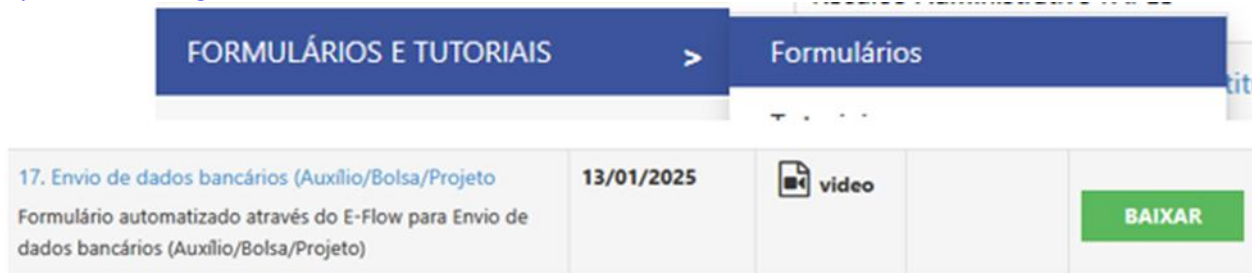 FORMULÁRIOS E TUTORIAIS > Formulários
17. Envio de dados bancários (Auxílio/Bolsa/Projeto 13/01/2025 video
Formulário automatizado através do E-Flow para Envio de BAIXAR
dados bancários (Auxílio/Bolsa/Projeto)